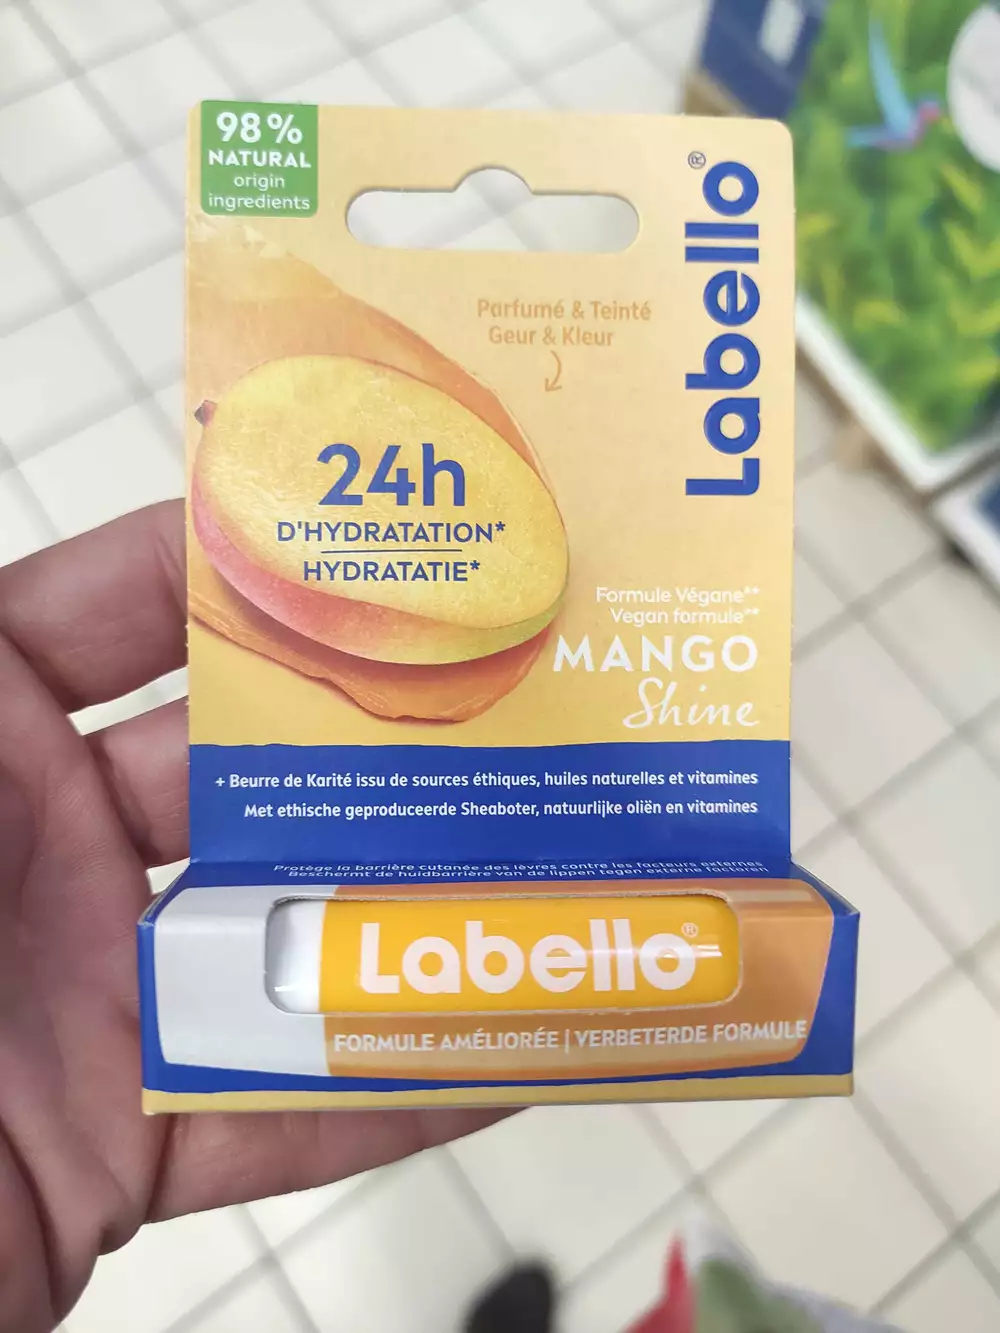 98%
NATURAL
origin
ingredients
Labello®
Parfumé & Teinté
Geur & Kleur
24h
D'HYDRATATION*
HYDRATATIE*
Formule Végane**
Vegan formule**
MANGO
Shine
+ Beurre de Karité issu de sources éthiques, huiles naturelles et vitamines
Met ethische geproduceerde Sheaboter, natuurlijke oliën en vitamines
Protège la barrière cutanée des lèvres contre les facteurs externes
Beschermt de huidbarrière van de lippen tegen externe factoren
Labello®
FORMULE AMÉLIORÉE | VERBETERDE FORMULE